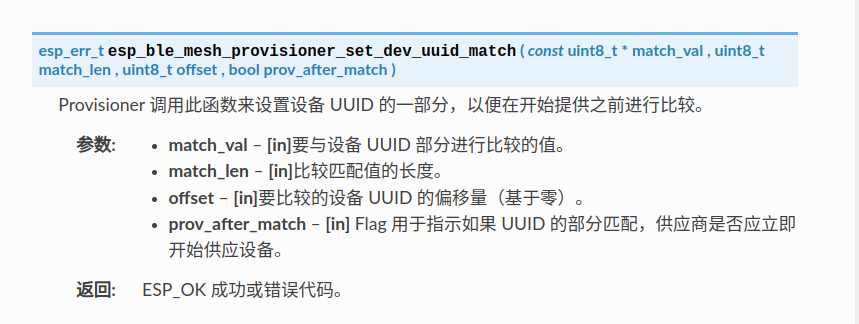 esp_err_t esp_ble_mesh_provisioner_set_dev_uuid_match ( const uint8_t * match_val , uint8_t
match_len , uint8_t offset , bool prov_after_match )
Provisioner 调用此函数来设置设备 UUID 的一部分，以便在开始提供之前进行比较。
参数: • match_val – [in]要与设备 UUID 部分进行比较的值。
• match_len – [in]比较匹配值的长度。
• offset – [in]要比较的设备 UUID 的偏移量（基于零）。
• prov_after_match – [in] Flag 用于指示如果 UUID 的部分匹配，供应商是否应立即
开始供应设备。
返回: ESP_OK 成功或错误代码。